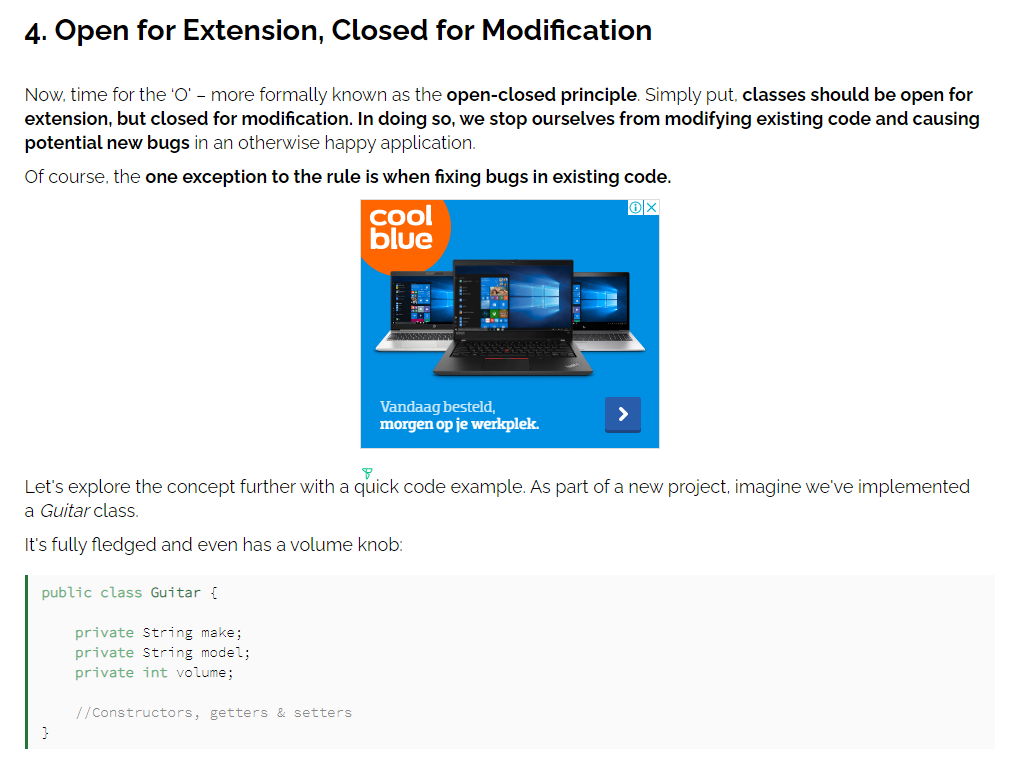 4. Open for Extension, Closed for Modification
Now, time for the ‘O' – more formally known as the open-closed principle. Simply put, classes should be open for
extension, but closed for modification. In doing so, we stop ourselves from modifying existing code and causing
potential new bugs in an otherwise happy application.
Of course, the one exception to the rule is when fixing bugs in existing code.
cool
blue
Vandaag besteld,
morgen op je werkplek.
Let's explore the concept further with a quick code example. As part of a new project, imagine we've implemented
a Guitar class.
It's fully fledged and even has a volume knob:
public class Guitar {
    private String make;
    private String model;
    private int volume;
    //Constructors, getters & setters
}